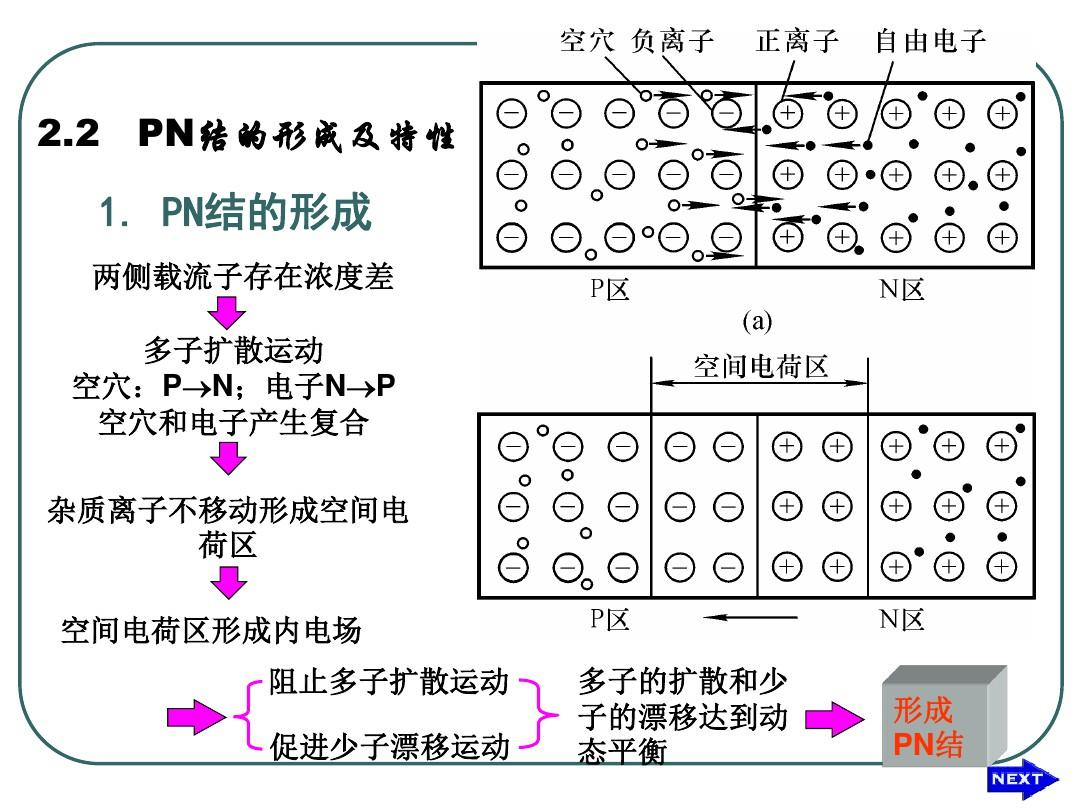 空穴 负离子 正离子 自由电子
2.2 PN结的形成及特性
1. PN结的形成
两侧载流子存在浓度差
P区 N区
(a)
多子扩散运动
空穴：P→N；电子N→P
空穴和电子产生复合
空间电荷区
杂质离子不移动形成空间电
荷区
空间电荷区形成内电场
P区 N区
阻止多子扩散运动
促进少子漂移运动
多子的扩散和少
子的漂移达到动
态平衡
形成
PN结
NEXT